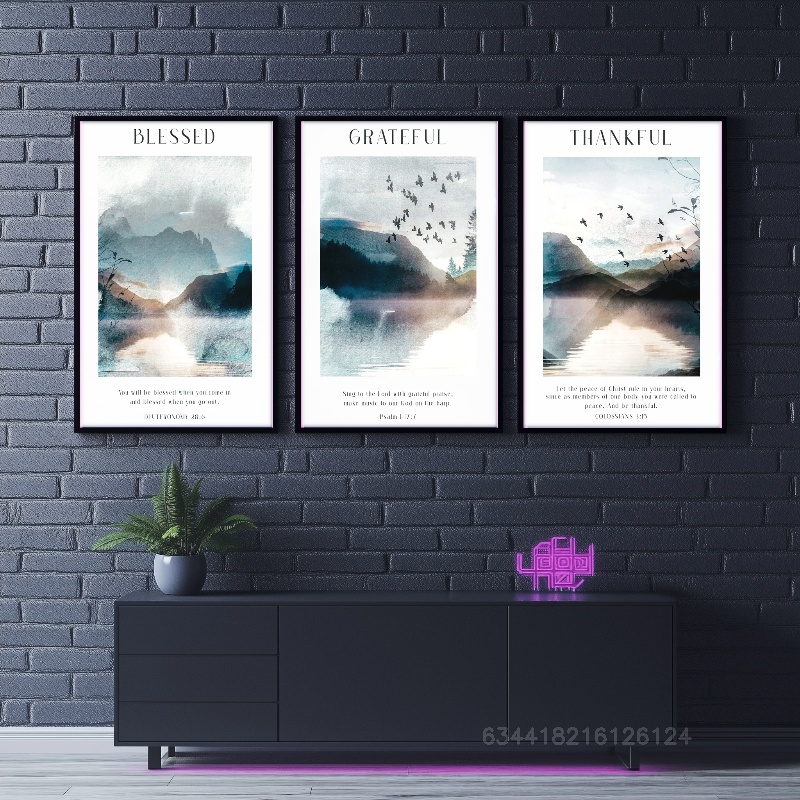 BLESSED
You will be blessed when you come in
and blessed when you go out.
DEUTERONOMY 28:6
GRATEFUL
Sing to the Lord with grateful praise;
make music to our God on the harp.
Psalm 147:7
THANKFUL
Let the peace of Christ rule in your hearts,
since as members of one body you were called to
peace. And be thankful.
COLOSSIANS 3:15
634418216126124